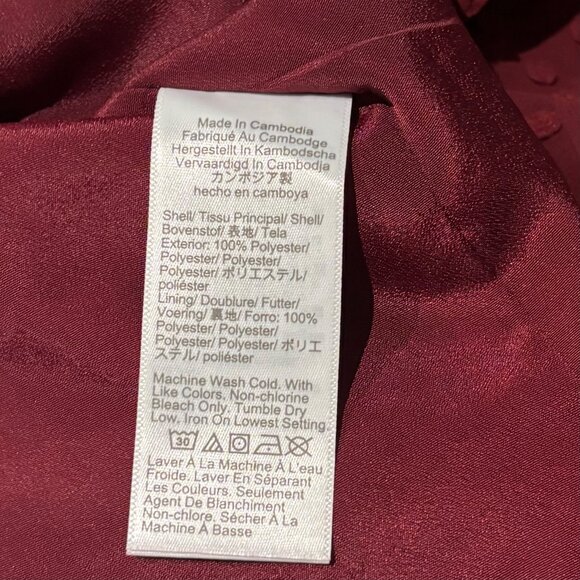 Made In Cambodia
Fabriqué Au Cambodge
Hergestellt In Kambodscha
Vervaardigd In Cambodja
カンボジア製
hecho en camboya
Shell/ Tissu Principal/ Shell/
Bovenstof/ 表地/ Tela
Exterior: 100% Polyester/
Polyester/ Polyester/
Polyester/ ポリエステル/
poliéster
Lining/ Doublure/ Futter/
Voering/ 裏地/ Forro: 100%
Polyester/ Polyester/
Polyester/ Polyester/ ポリエ
ステル/ poliéster
Machine Wash Cold. With
Like Colors. Non-chlorine
Bleach Only. Tumble Dry
Low. Iron On Lowest Setting.
30
Laver À La Machine À L'eau
Froide. Laver En Séparant
Les Couleurs. Seulement
Agent De Blanchiment
Non-chlore. Sécher À La
Machine À Basse